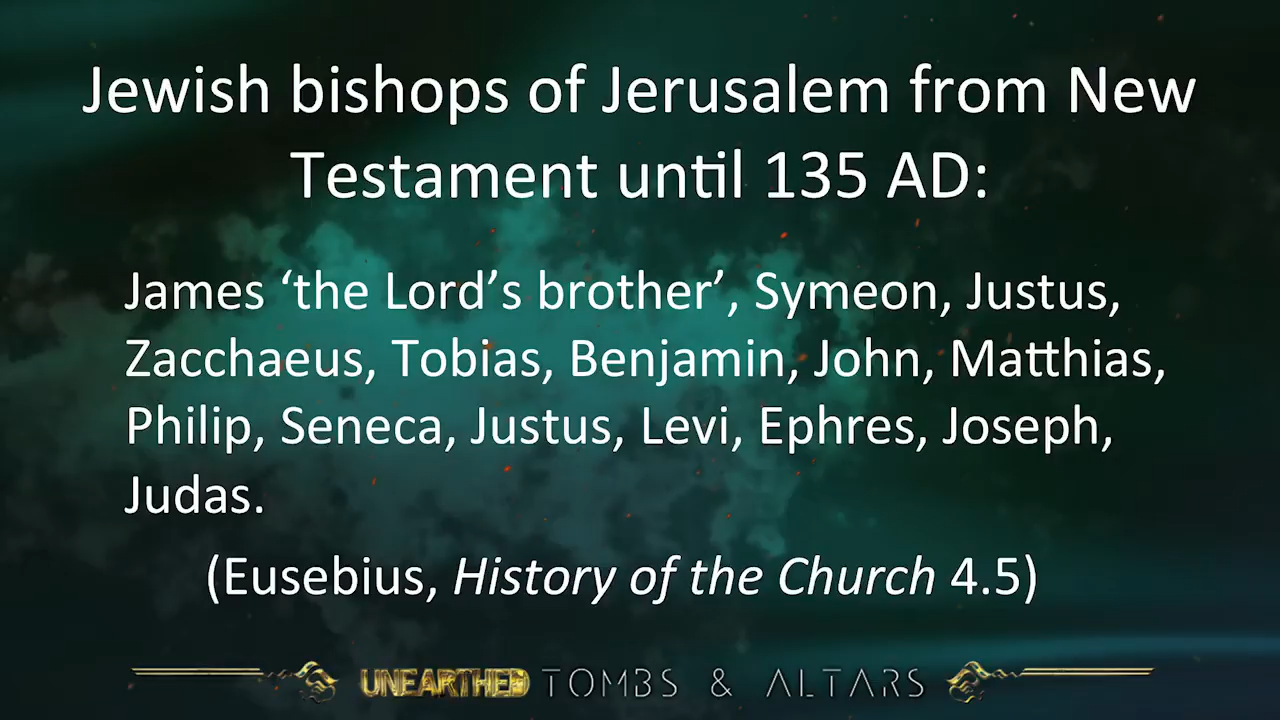 Jewish bishops of Jerusalem from New
Testament until 135 AD:
James ‘the Lord’s brother’, Symeon, Justus,
Zacchaeus, Tobias, Benjamin, John, Matthias,
Philip, Seneca, Justus, Levi, Ephres, Joseph,
Judas.
(Eusebius, History of the Church 4.5)
UNEARTHED TOMBS & ALTARS